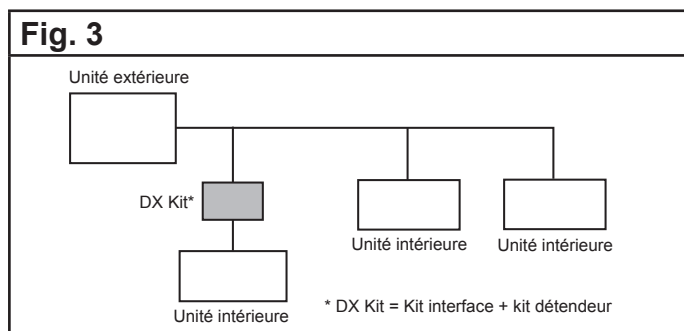 Fig. 3
Unité extérieure
DX Kit*
Unité intérieure
Unité intérieure
Unité intérieure
* DX Kit = Kit interface + kit détendeur